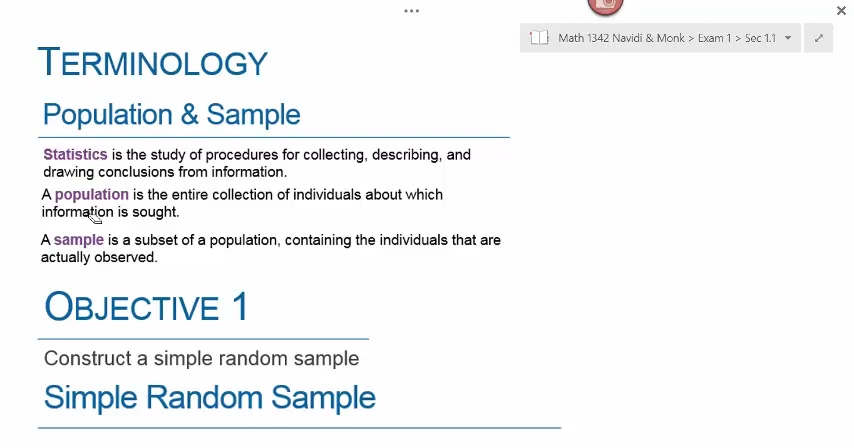 Math 1342 Navidi & Monk > Exam 1 > Sec 1.1
TERMINOLOGY
Population & Sample
Statistics is the study of procedures for collecting, describing, and
drawing conclusions from information.
A population is the entire collection of individuals about which
information is sought.
A sample is a subset of a population, containing the individuals that are
actually observed.
OBJECTIVE 1
Construct a simple random sample
Simple Random Sample